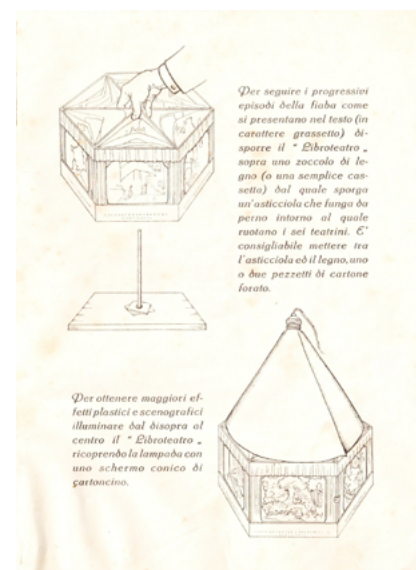 Per seguire i progressivi
episodi della fiaba come
si presentano nel testo (in
carattere grassetto) di-
sporre il " Libroteatro „
sopra uno zoccolo di le-
gno (o una semplice cas-
setta) dal quale sporga
un'asticciola che funga da
perno intorno al quale
ruotano i sei teatrini. E'
consigliabile mettere tra
l'asticciola ed il legno, uno
o due pezzetti di cartone
forato.
Per ottenere maggiori ef-
fetti plastici e scenografici
illuminare dal disopra al
centro il " Libroteatro „
ricoprendo la lampada con
uno schermo conico di
cartoncino.